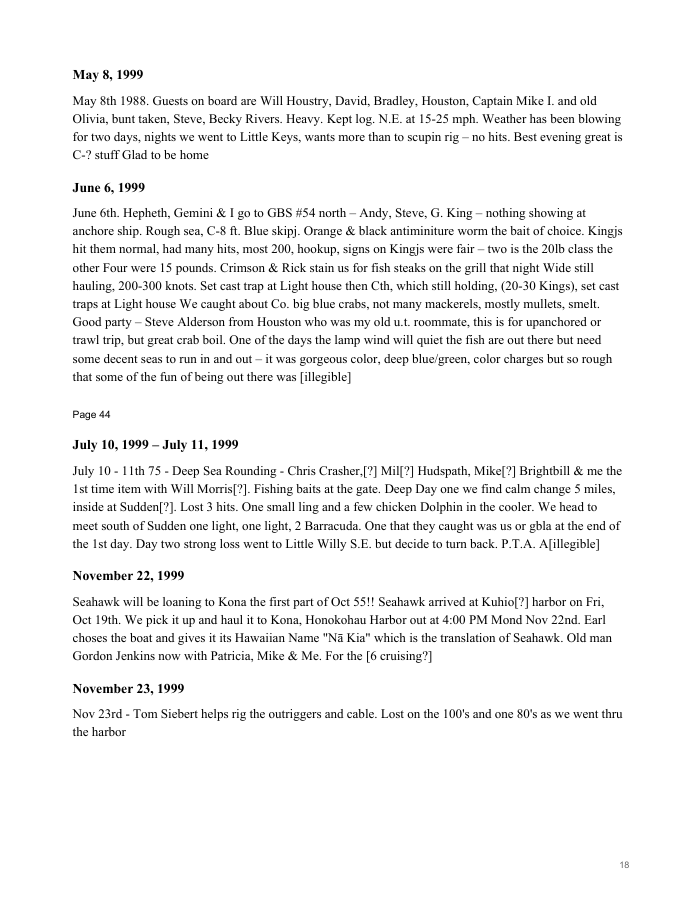 May 8, 1999
May 8th 1988. Guests on board are Will Houstry, David, Bradley, Houston, Captain Mike I. and old
Olivia, bunt taken, Steve, Becky Rivers. Heavy. Kept log. N.E. at 15-25 mph. Weather has been blowing
for two days, nights we went to Little Keys, wants more than to scupin rig – no hits. Best evening great is
C-? stuff Glad to be home
June 6, 1999
June 6th. Hepheth, Gemini & I go to GBS #54 north – Andy, Steve, G. King – nothing showing at
anchore ship. Rough sea, C-8 ft. Blue skipj. Orange & black antiminiture worm the bait of choice. Kingjs
hit them normal, had many hits, most 200, hookup, signs on Kingjs were fair – two is the 20lb class the
other Four were 15 pounds. Crimson & Rick stain us for fish steaks on the grill that night Wide still
hauling, 200-300 knots. Set cast trap at Light house then Cth, which still holding, (20-30 Kings), set cast
traps at Light house We caught about Co. big blue crabs, not many mackerels, mostly mullets, smelt.
Good party – Steve Alderson from Houston who was my old u.t. roommate, this is for upanchored or
trawl trip, but great crab boil. One of the days the lamp wind will quiet the fish are out there but need
some decent seas to run in and out – it was gorgeous color, deep blue/green, color charges but so rough
that some of the fun of being out there was [illegible]
Page 44
July 10, 1999 – July 11, 1999
July 10 - 11th 75 - Deep Sea Rounding - Chris Crasher,[?] Mil[?] Hudspath, Mike[?] Brightbill & me the
1st time item with Will Morris[?]. Fishing baits at the gate. Deep Day one we find calm change 5 miles,
inside at Sudden[?]. Lost 3 hits. One small ling and a few chicken Dolphin in the cooler. We head to
meet south of Sudden one light, one light, 2 Barracuda. One that they caught was us or gbla at the end of
the 1st day. Day two strong loss went to Little Willy S.E. but decide to turn back. P.T.A. A[illegible]
November 22, 1999
Seahawk will be loaning to Kona the first part of Oct 55!! Seahawk arrived at Kuhio[?] harbor on Fri,
Oct 19th. We pick it up and haul it to Kona, Honokohau Harbor out at 4:00 PM Mond Nov 22nd. Earl
choses the boat and gives it its Hawaiian Name "Nā Kia" which is the translation of Seahawk. Old man
Gordon Jenkins now with Patricia, Mike & Me. For the [6 cruising?]
November 23, 1999
Nov 23rd - Tom Siebert helps rig the outriggers and cable. Lost on the 100's and one 80's as we went thru
the harbor
18